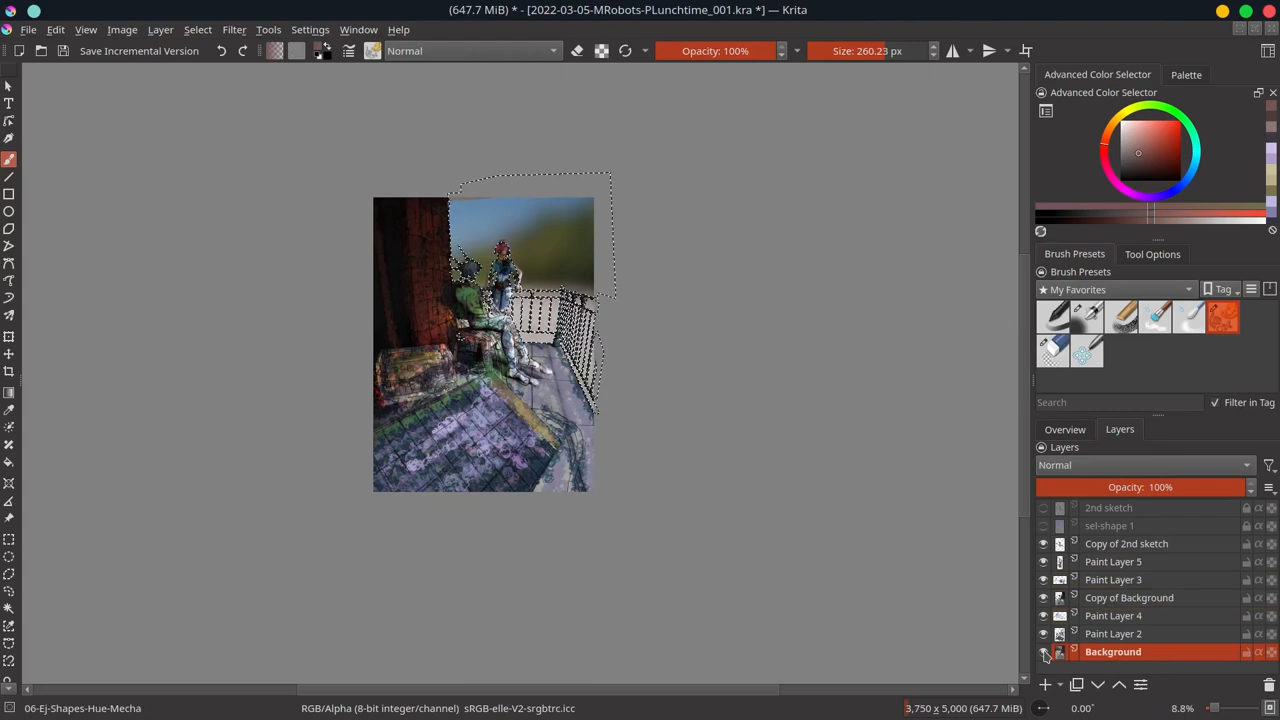 (647.7 MiB) * - [2022-03-05-MRobots-PLunchtime_001.kra *] — Krita
File Edit View Image Layer Select Filter Tools Settings Window Help
Save Incremental Version Normal Opacity: 100% Size: 260.23 px
Advanced Color Selector Palette
Advanced Color Selector
Brush Presets Tool Options
Brush Presets
★ My Favorites Tag
Search Filter in Tag
Overview Layers
Layers
Normal
Opacity: 100%
2nd sketch
sel-shape 1
Copy of 2nd sketch
Paint Layer 5
Paint Layer 3
Copy of Background
Paint Layer 4
Paint Layer 2
Background
06-Ej-Shapes-Hue-Mecha RGB/Alpha (8-bit integer/channel) sRGB-elle-V2-srgbtrc.icc 3,750 x 5,000 (647.7 MiB) 0.00° 8.8%